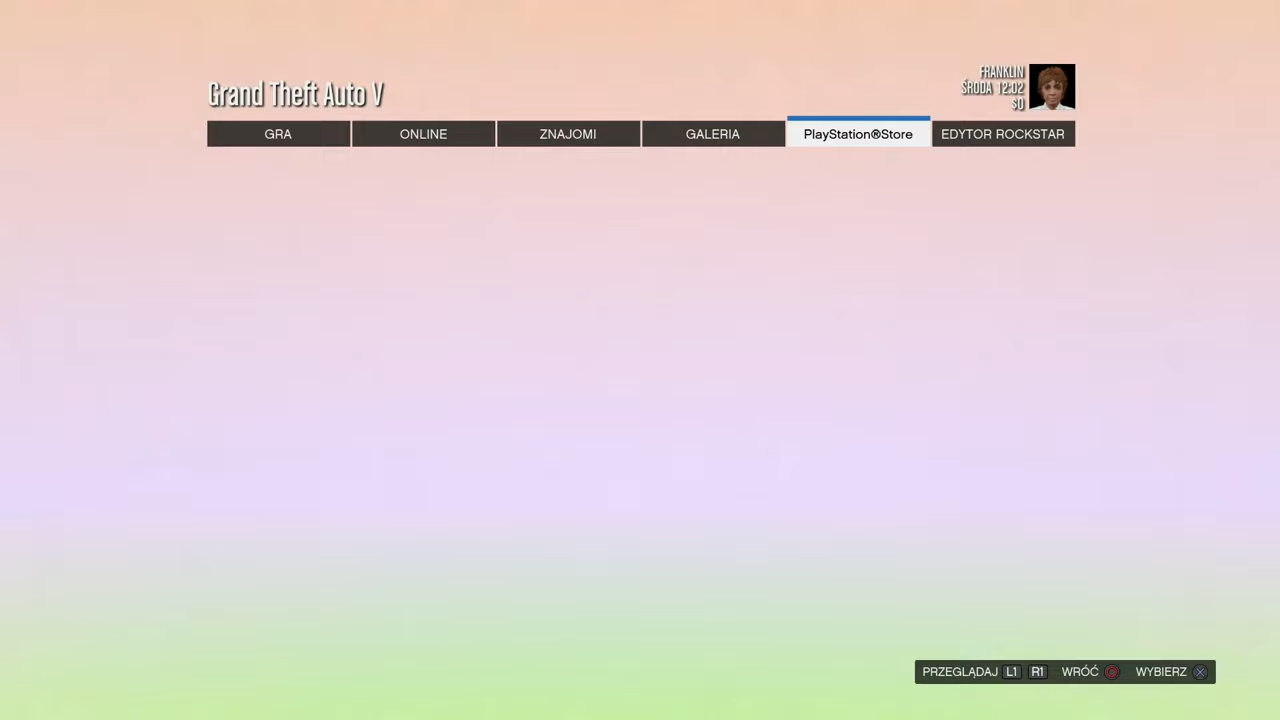 Grand Theft Auto V
FRANKLIN
ŚRODA 12:02
$0
GRA
ONLINE
ZNAJOMI
GALERIA
PlayStation®Store
EDYTOR ROCKSTAR
PRZEGLĄDAJ L1 R1 WRÓĆ WYBIERZ